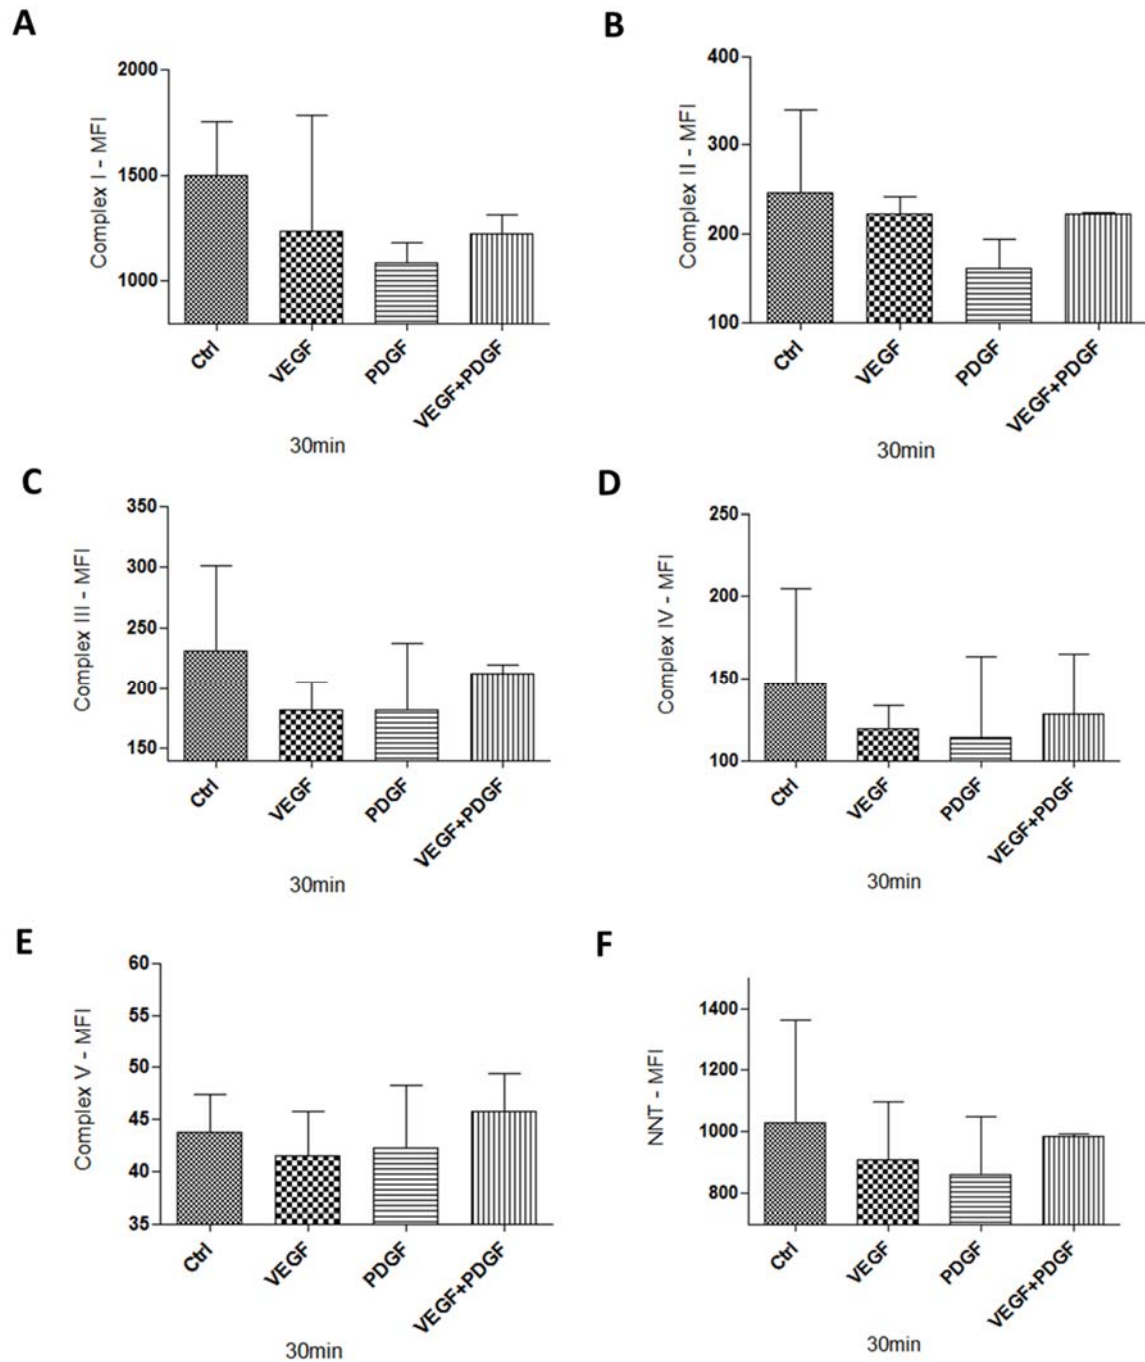 A
Complex I - MFI
2000
1500
1000
Ctrl
VEGF
PDGF
VEGF+PDGF
30min
B
Complex II - MFI
400
300
200
100
Ctrl
VEGF
PDGF
VEGF+PDGF
30min
C
Complex III - MFI
350
300
250
200
150
Ctrl
VEGF
PDGF
VEGF+PDGF
30min
D
Complex IV - MFI
250
200
150
100
Ctrl
VEGF
PDGF
VEGF+PDGF
30min
E
Complex V - MFI
60
55
50
45
40
35
Ctrl
VEGF
PDGF
VEGF+PDGF
30min
F
NNT - MFI
1400
1200
1000
800
Ctrl
VEGF
PDGF
VEGF+PDGF
30min